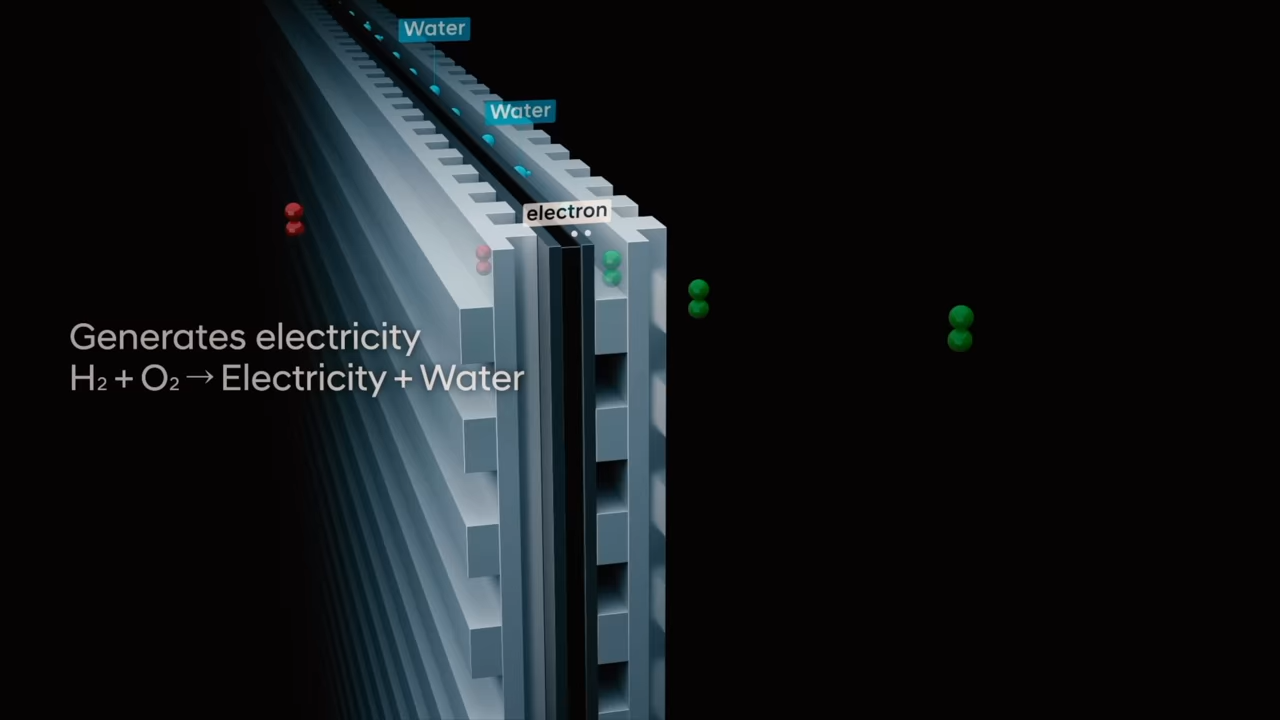 Water
Water
electron
Generates electricity
H₂ + O₂ → Electricity + Water